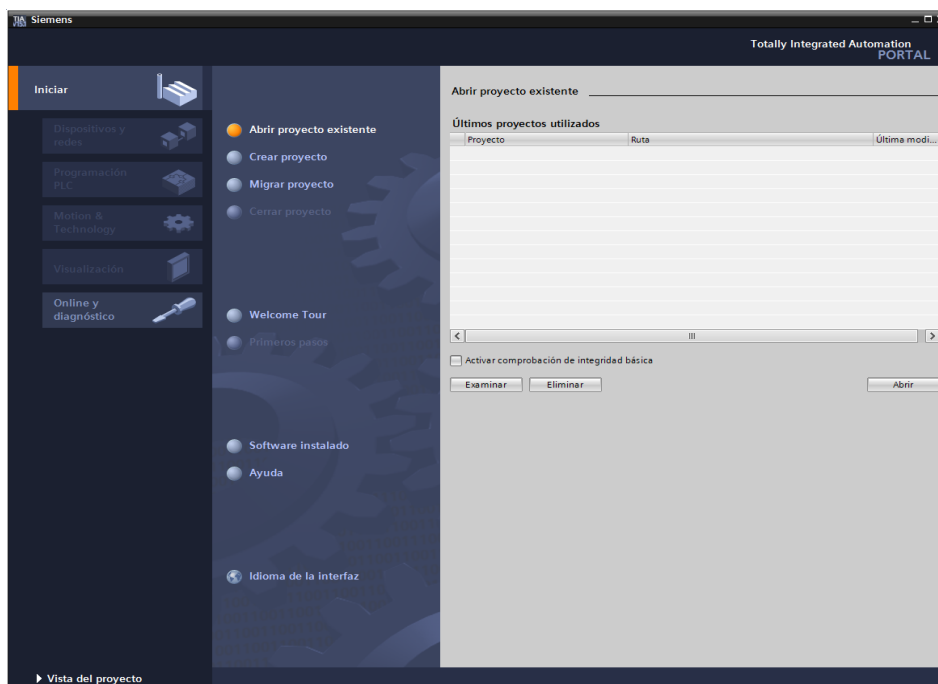 TIA
Siemens
Totally Integrated Automation
PORTAL
Iniciar
Dispositivos y
redes
Programación
PLC
Motion &
Technology
Visualización
Online y
diagnóstico
Abrir proyecto existente
Crear proyecto
Migrar proyecto
Cerrar proyecto
Welcome Tour
Primeros pasos
Software instalado
Ayuda
Idioma de la interfaz
Abrir proyecto existente
Últimos proyectos utilizados
Proyecto Ruta Última modi...
Activar comprobación de integridad básica
Examinar Eliminar Abrir
Vista del proyecto